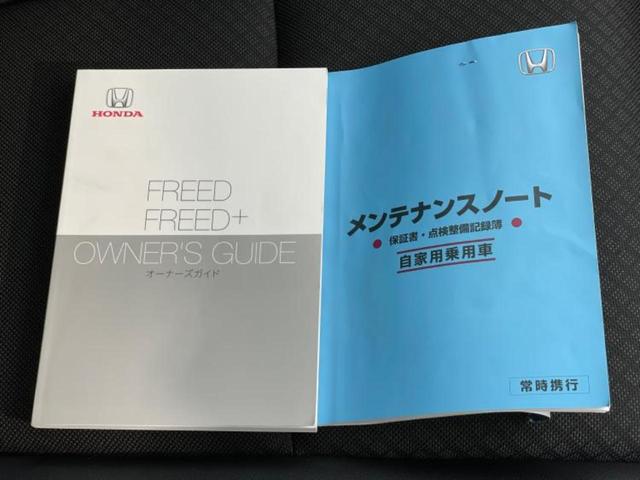 HONDA
FREED
FREED+
OWNER'S GUIDE
オーナーズガイド
メンテナンスノート
保証書・点検整備記録簿
自家用乗用車
常時携行